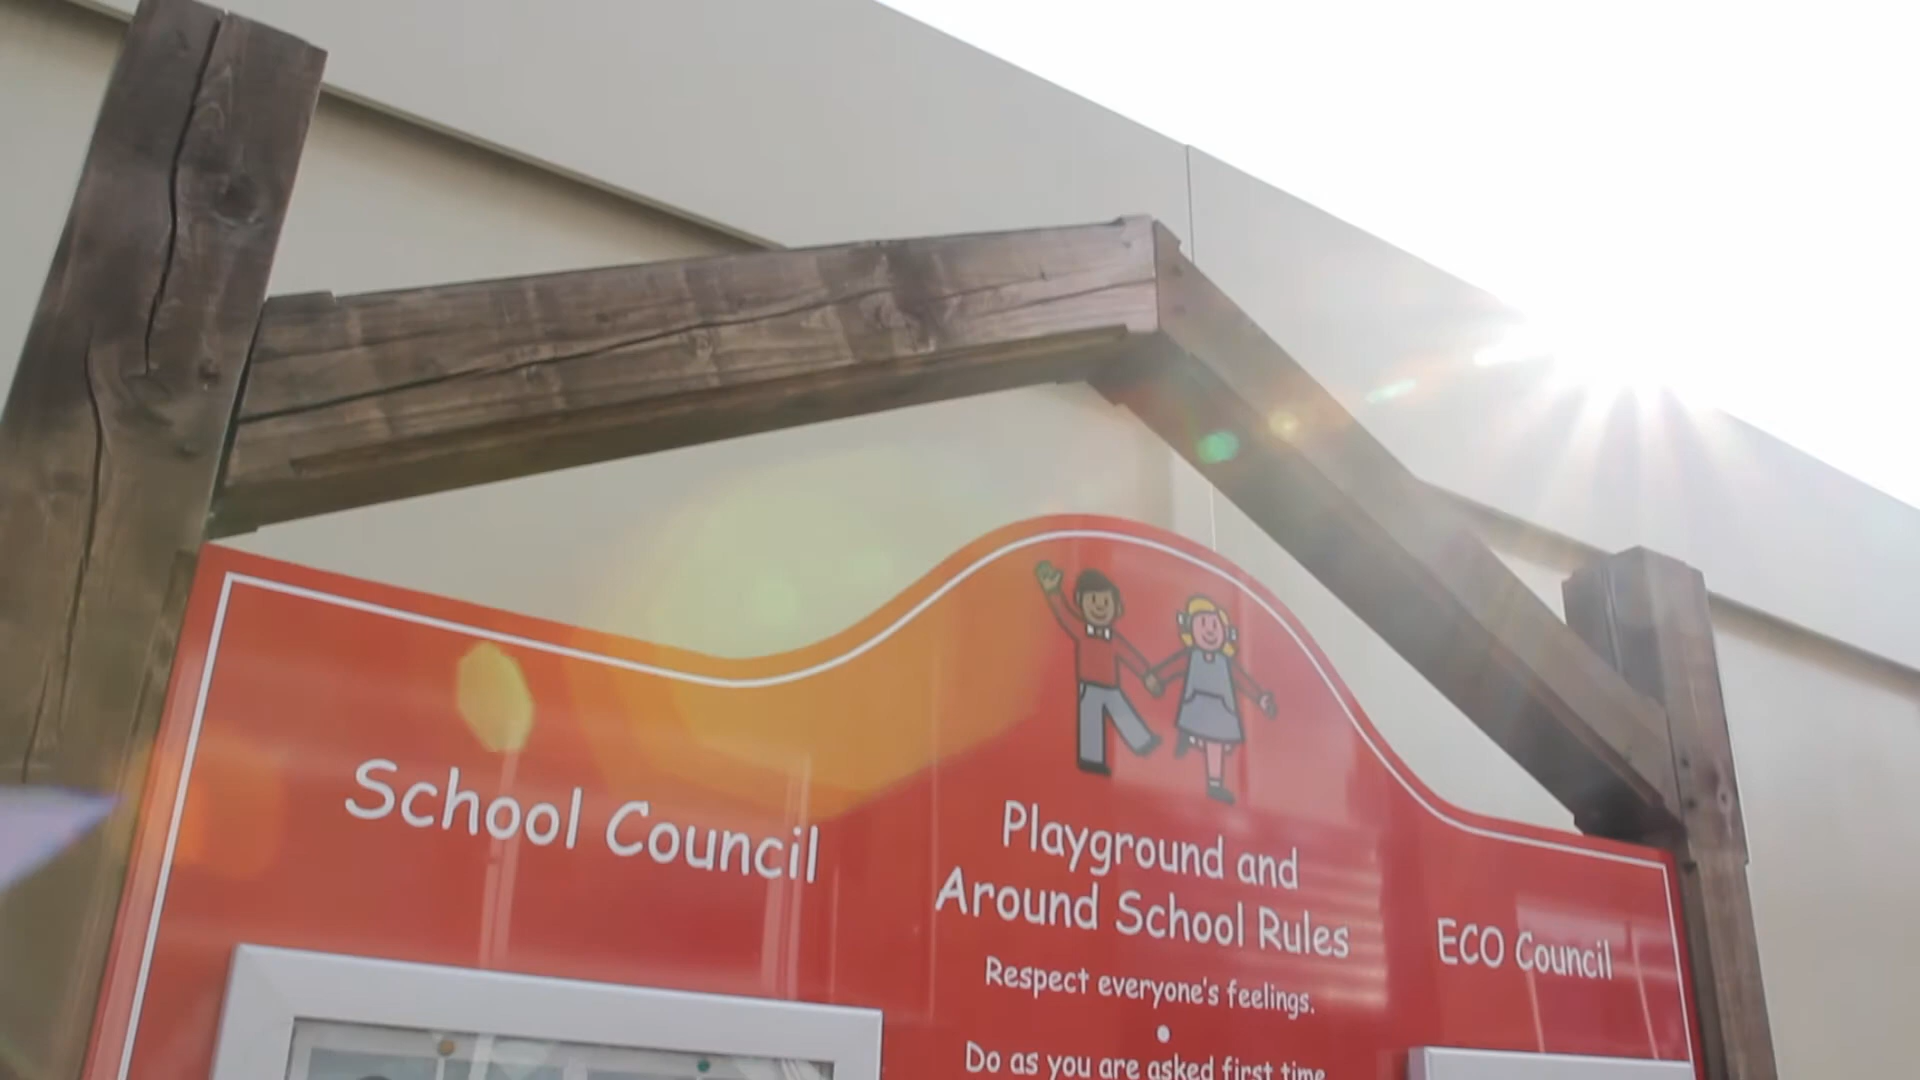 School Council
Playground and
Around School Rules
Respect everyone's feelings.
Do as you are asked first time
ECO Council